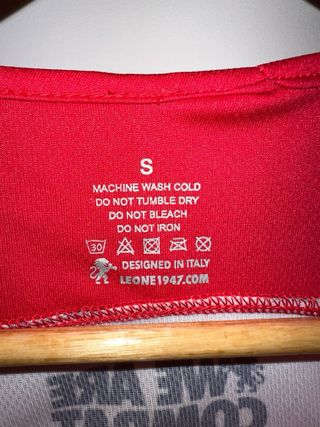 S
MACHINE WASH COLD
DO NOT TUMBLE DRY
DO NOT BLEACH
DO NOT IRON
30
DESIGNED IN ITALY
LEONE1947.COM